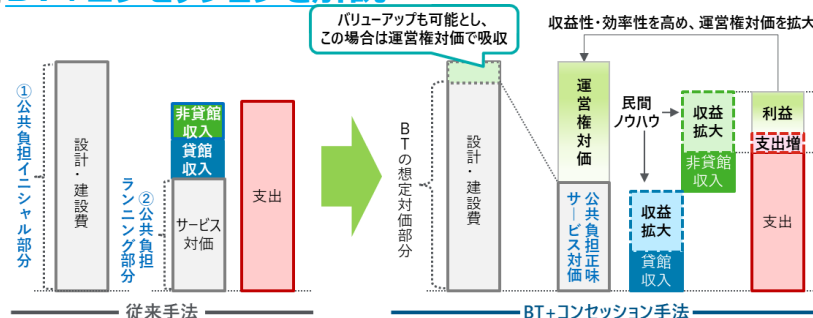 バリューアップも可能とし、
この場合は運営権対価で吸収
収益性・効率性を高め、運営権対価を拡大
①公共負担イニシャル部分
設計・建設費
②公共負担
ランニング部分
非貸館
収入
貸館
収入
サービス
対価
支出
従来手法
BTの想定対価部分
設計・建設費
運営権対価
公共負担正味
サービス対価
民間
ノウハウ
収益
拡大
貸館
収入
収益
拡大
非貸館
収入
利益
支出増
支出
BT+コンセッション手法